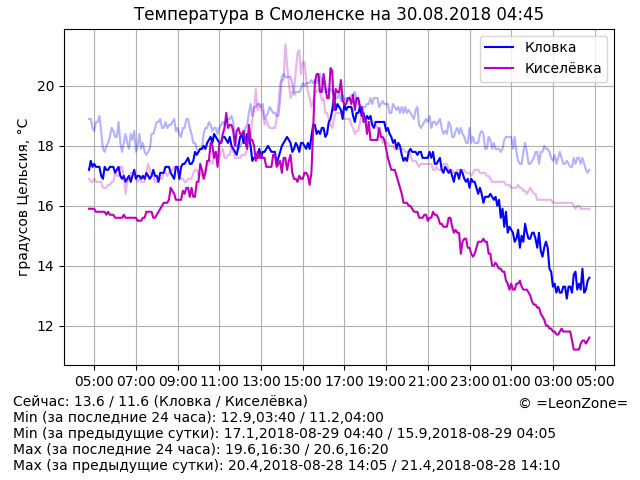 Температура в Смоленске на 30.08.2018 04:45
Кловка
Киселёвка
градусов Цельсия, °C
20
18
16
14
12
05:00 07:00 09:00 11:00 13:00 15:00 17:00 19:00 21:00 23:00 01:00 03:00 05:00
Сейчас: 13.6 / 11.6 (Кловка / Киселёвка)
© =LeonZone=
Min (за последние 24 часа): 12.9,03:40 / 11.2,04:00
Min (за предыдущие сутки): 17.1,2018-08-29 04:40 / 15.9,2018-08-29 04:05
Max (за последние 24 часа): 19.6,16:30 / 20.6,16:20
Max (за предыдущие сутки): 20.4,2018-08-28 14:05 / 21.4,2018-08-28 14:10